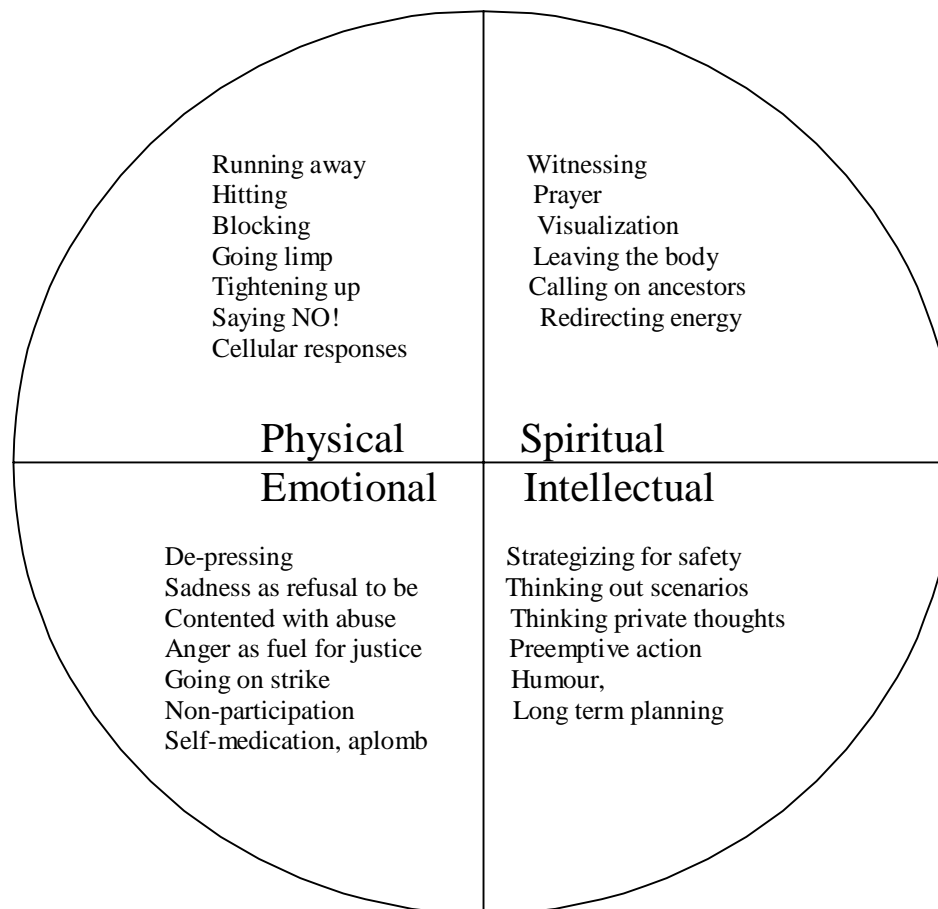 Running away
Hitting
Blocking
Going limp
Tightening up
Saying NO!
Cellular responses
Physical
Witnessing
Prayer
Visualization
Leaving the body
Calling on ancestors
Redirecting energy
Spiritual
Emotional
De-pressing
Sadness as refusal to be
Contented with abuse
Anger as fuel for justice
Going on strike
Non-participation
Self-medication, aplomb
Intellectual
Strategizing for safety
Thinking out scenarios
Thinking private thoughts
Preemptive action
Humour,
Long term planning